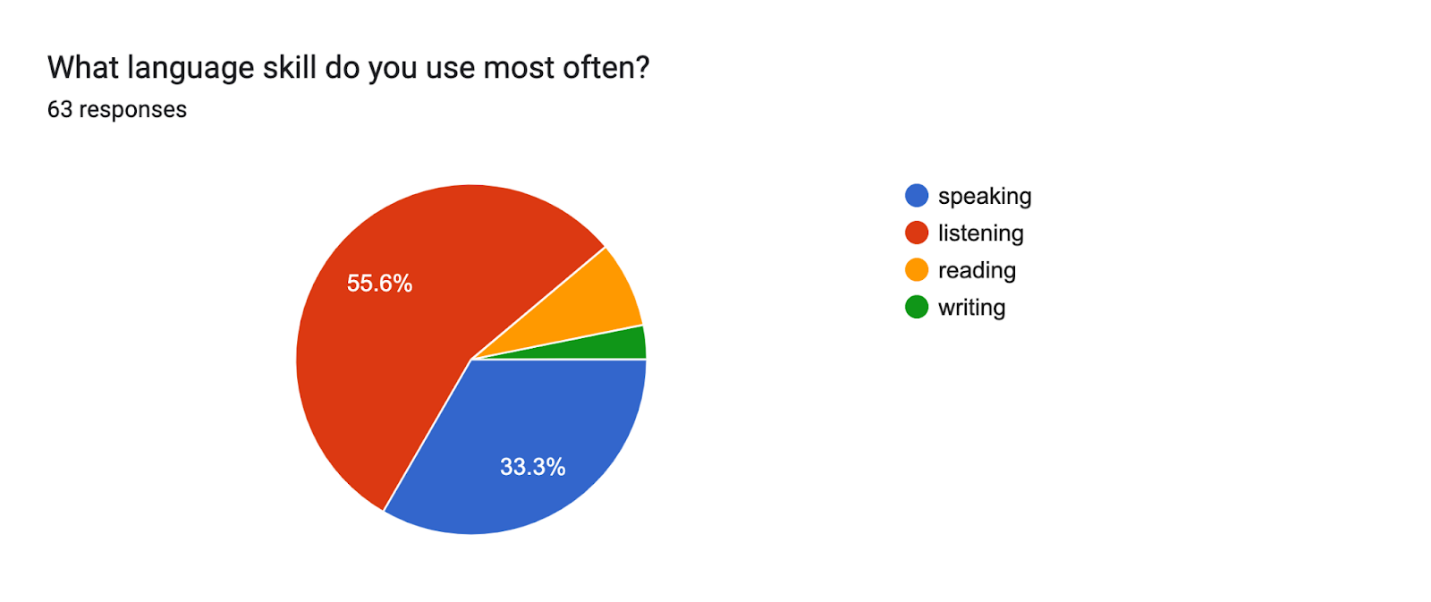 What language skill do you use most often?
63 responses
speaking
listening
reading
writing
55.6%
33.3%